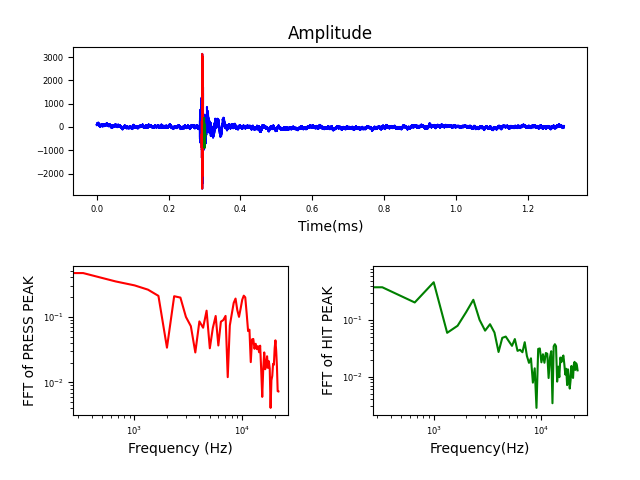 Amplitude
3000
2000
1000
0
−1000
−2000
0.0 0.2 0.4 0.6 0.8 1.0 1.2
Time(ms)
FFT of PRESS PEAK
10⁻¹
10⁻²
10³ 10⁴
Frequency (Hz)
FFT of HIT PEAK
10⁻¹
10⁻²
10³ 10⁴
Frequency(Hz)